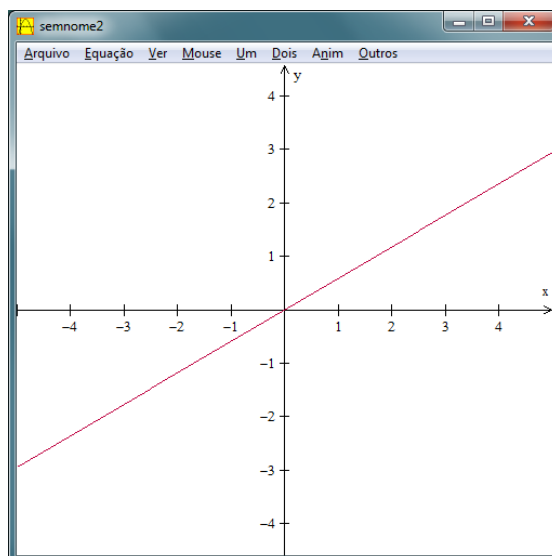 semnome2
Arquivo Equação Ver Mouse Um Dois Anim Outros
y
4
3
2
1
x
−4 −3 −2 −1 1 2 3 4
−1
−2
−3
−4